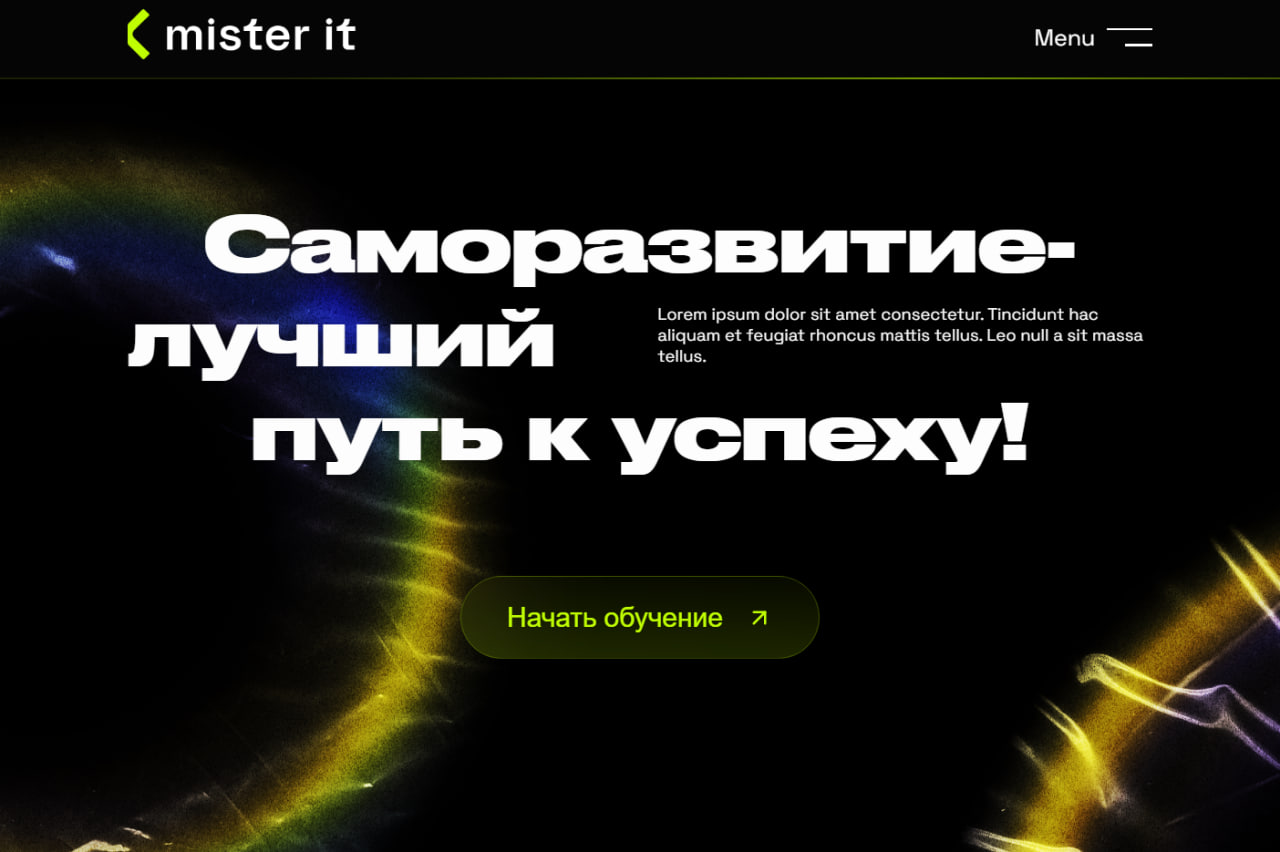 mister it
Menu
Саморазвитие-
лучший
Lorem ipsum dolor sit amet consectetur. Tincidunt hac
aliquam et feugiat rhoncus mattis tellus. Leo null a sit massa
tellus.
путь к успеху!
Начать обучение